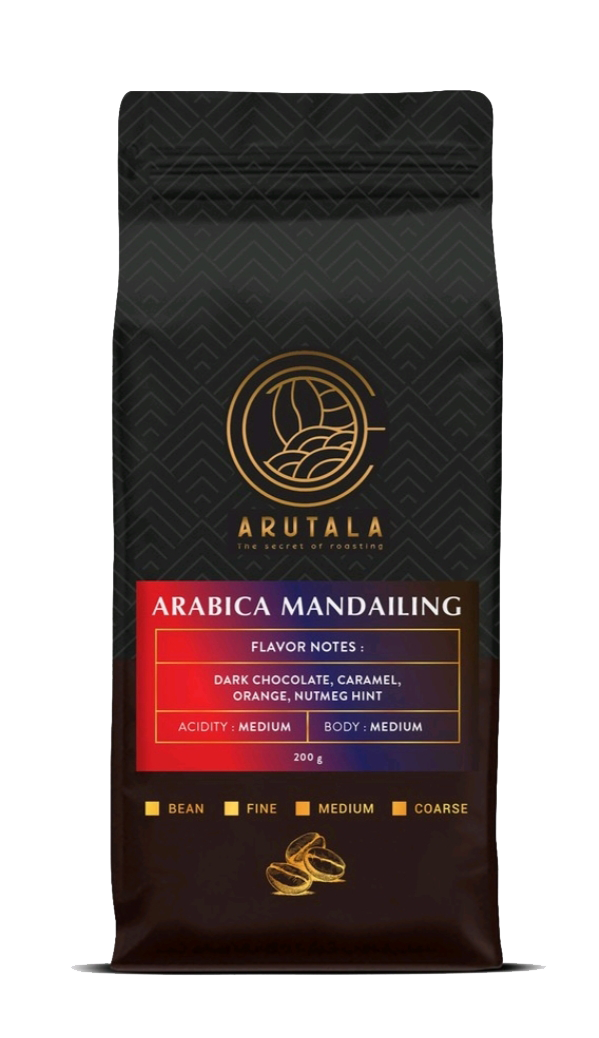 ARUTALA
The secret of roasting
ARABICA MANDAILING
FLAVOR NOTES :
DARK CHOCOLATE, CARAMEL,
ORANGE, NUTMEG HINT
ACIDITY : MEDIUM
BODY : MEDIUM
200 g
BEAN
FINE
MEDIUM
COARSE